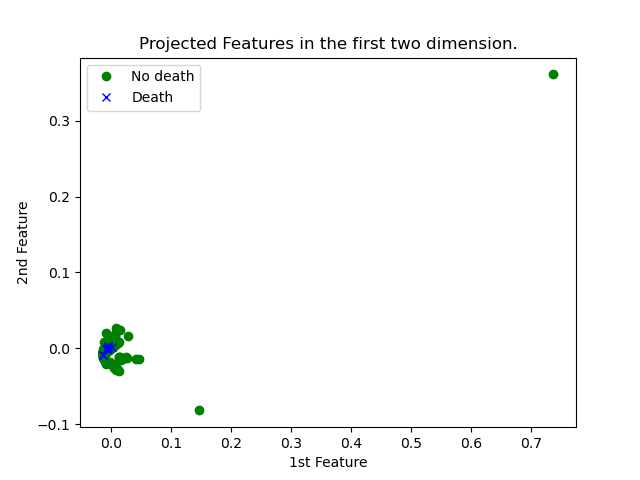 Projected Features in the first two dimension.
No death
Death
2nd Feature
0.3
0.2
0.1
0.0
−0.1
0.0 0.1 0.2 0.3 0.4 0.5 0.6 0.7
1st Feature